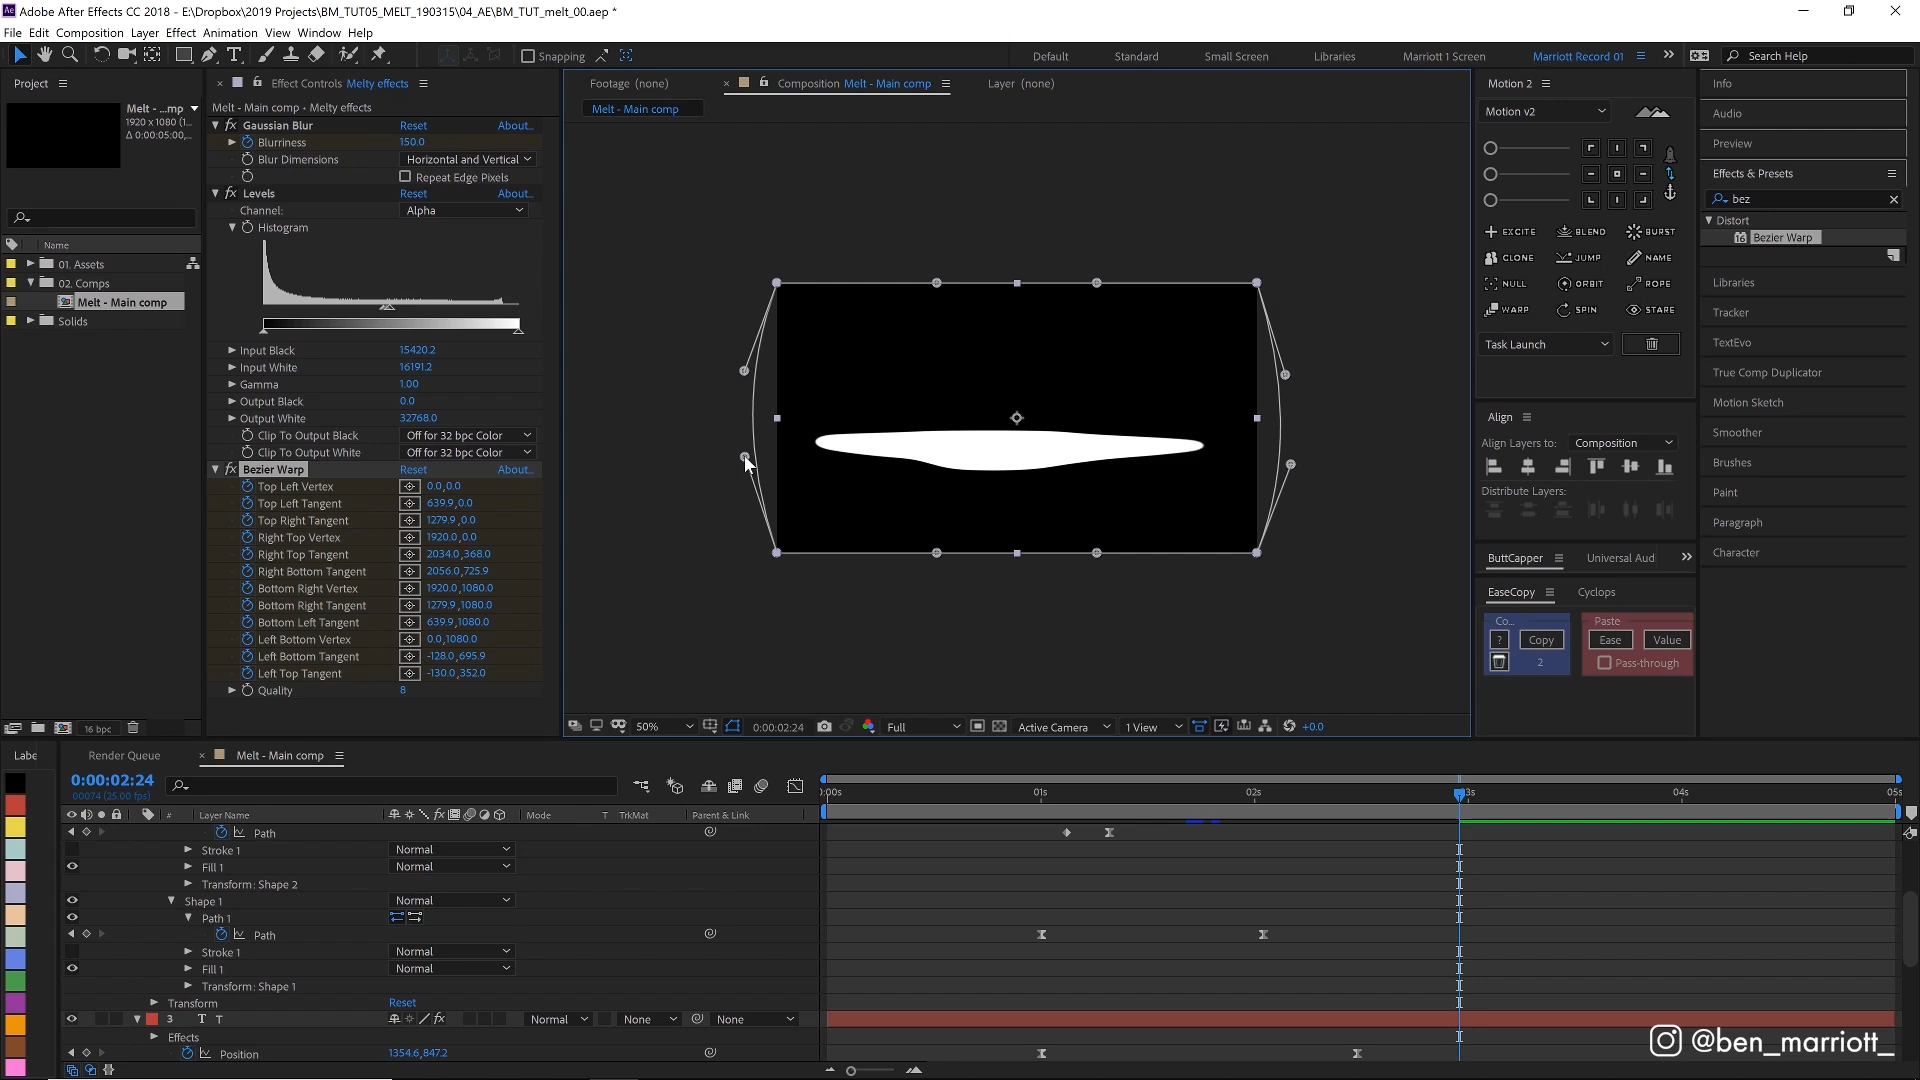 Adobe After Effects CC 2018 - E:\Dropbox\2019 Projects\BM_TUT05_MELT_190315\04_AE\BM_TUT_melt_00.aep *
File Edit Composition Layer Effect Animation View Window Help
Snapping
Default Standard Small Screen Libraries Marriott 1 Screen Marriott Record 01 Search Help
Project
Melt - ...mp
1920 x 1080 (1...
Δ 0:00:05:00,...
Name
01. Assets
02. Comps
Melt - Main comp
Solids
16 bpc
Effect Controls Melty effects
Melt - Main comp • Melty effects
fx Gaussian Blur Reset About...
Blurriness 150.0
Blur Dimensions Horizontal and Vertical
Repeat Edge Pixels
fx Levels Reset About...
Channel: Alpha
Histogram
Input Black 15420.2
Input White 16191.2
Gamma 1.00
Output Black 0.0
Output White 32768.0
Clip To Output Black Off for 32 bpc Color
Clip To Output White Off for 32 bpc Color
fx Bezier Warp Reset About...
Top Left Vertex 0.0,0.0
Top Left Tangent 639.9,0.0
Top Right Tangent 1279.9,0.0
Right Top Vertex 1920.0,0.0
Right Top Tangent 2034.0,368.0
Right Bottom Tangent 2056.0,725.9
Bottom Right Vertex 1920.0,1080.0
Bottom Right Tangent 1279.9,1080.0
Bottom Left Tangent 639.9,1080.0
Left Bottom Vertex 0.0,1080.0
Left Bottom Tangent -128.0,695.9
Left Top Tangent -130.0,352.0
Quality 8
Footage (none) Composition Melt - Main comp Layer (none)
Melt - Main comp
50% 0:00:02:24 Full Active Camera 1 View +0.0
Motion 2
Motion v2
EXCITE BLEND BURST
CLONE JUMP NAME
NULL ORBIT ROPE
WARP SPIN STARE
Task Launch
Align
Align Layers to: Composition
Distribute Layers:
ButtCapper Universal Aud
EaseCopy Cyclops
Co... Paste
? Copy Ease Value
2 Pass-through
Info
Audio
Preview
Effects & Presets
bez
Distort
16 Bezier Warp
Libraries
Tracker
TextEvo
True Comp Duplicator
Motion Sketch
Smoother
Brushes
Paint
Paragraph
Character
Labe Render Queue Melt - Main comp
0:00:02:24
00074 (25.00 fps)
# Layer Name Mode T TrkMat Parent & Link
:00s 01s 02s 3s 04s 05s
Path
Stroke 1 Normal
Fill 1 Normal
Transform: Shape 2
Shape 1 Normal
Path 1
Path
Stroke 1 Normal
Fill 1 Normal
Transform: Shape 1
Transform Reset
3 T T fx Normal None None
Effects
Position 1354.6,847.2
@ben_marriott_